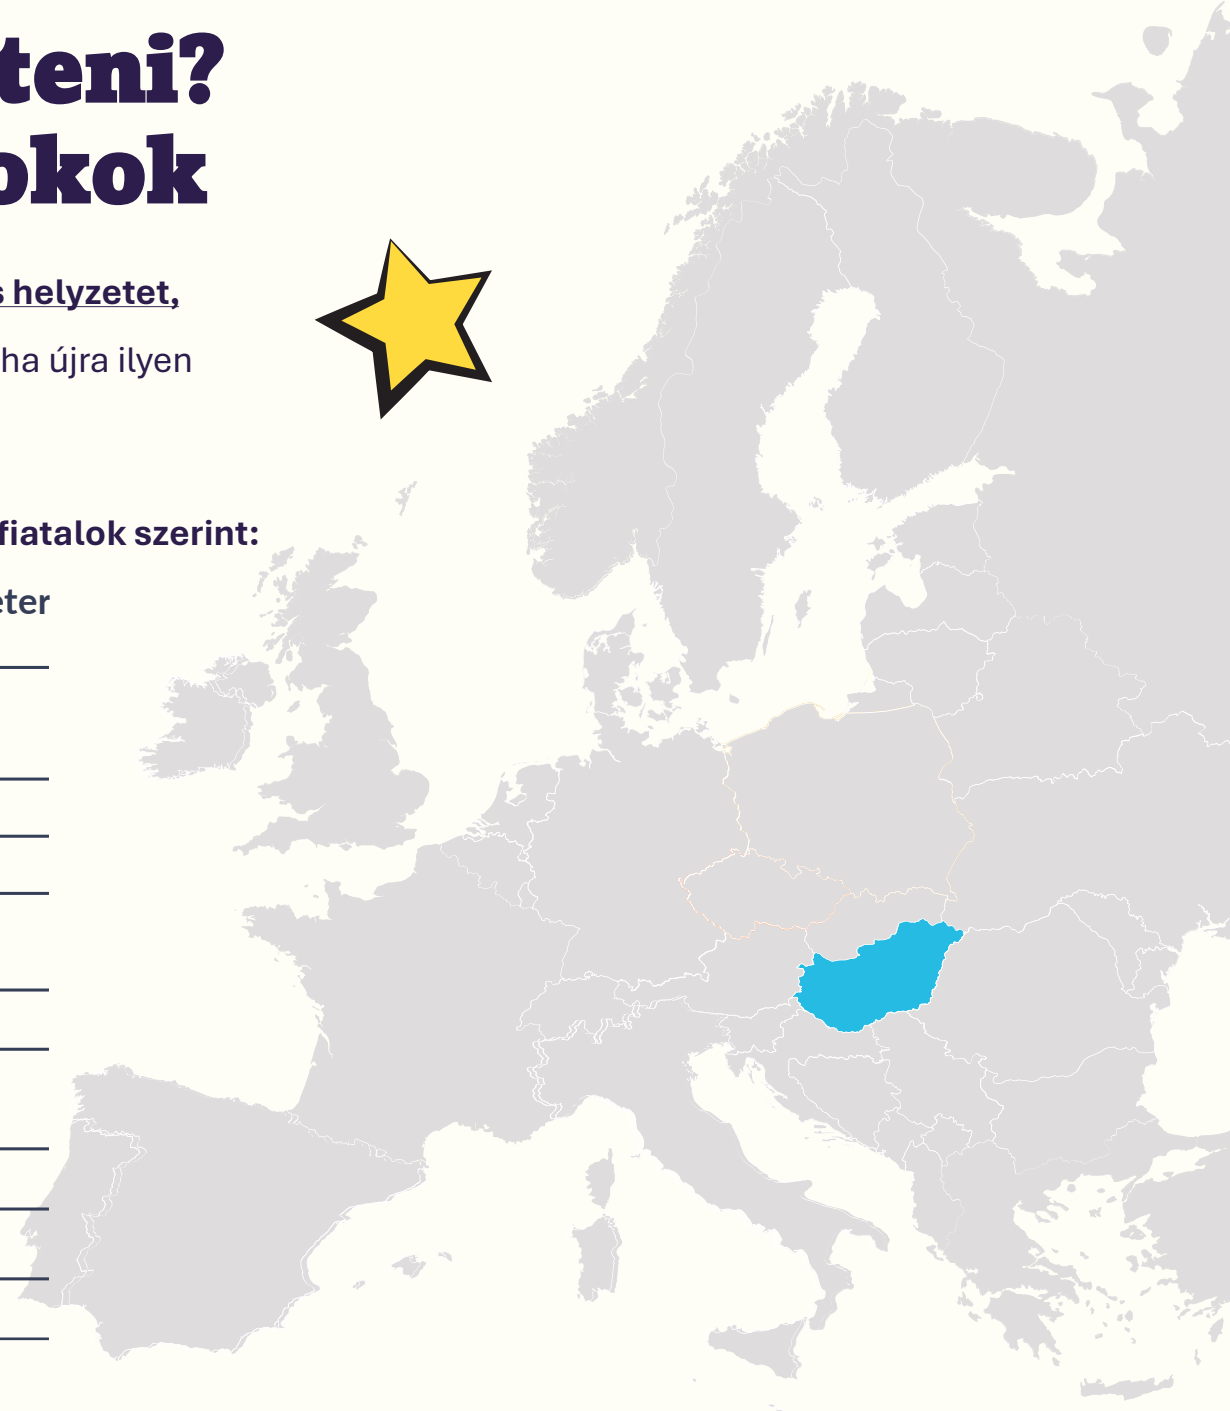 teni?
okok
s helyzetet,
ha újra ilyen
fiatalok szerint:
eter